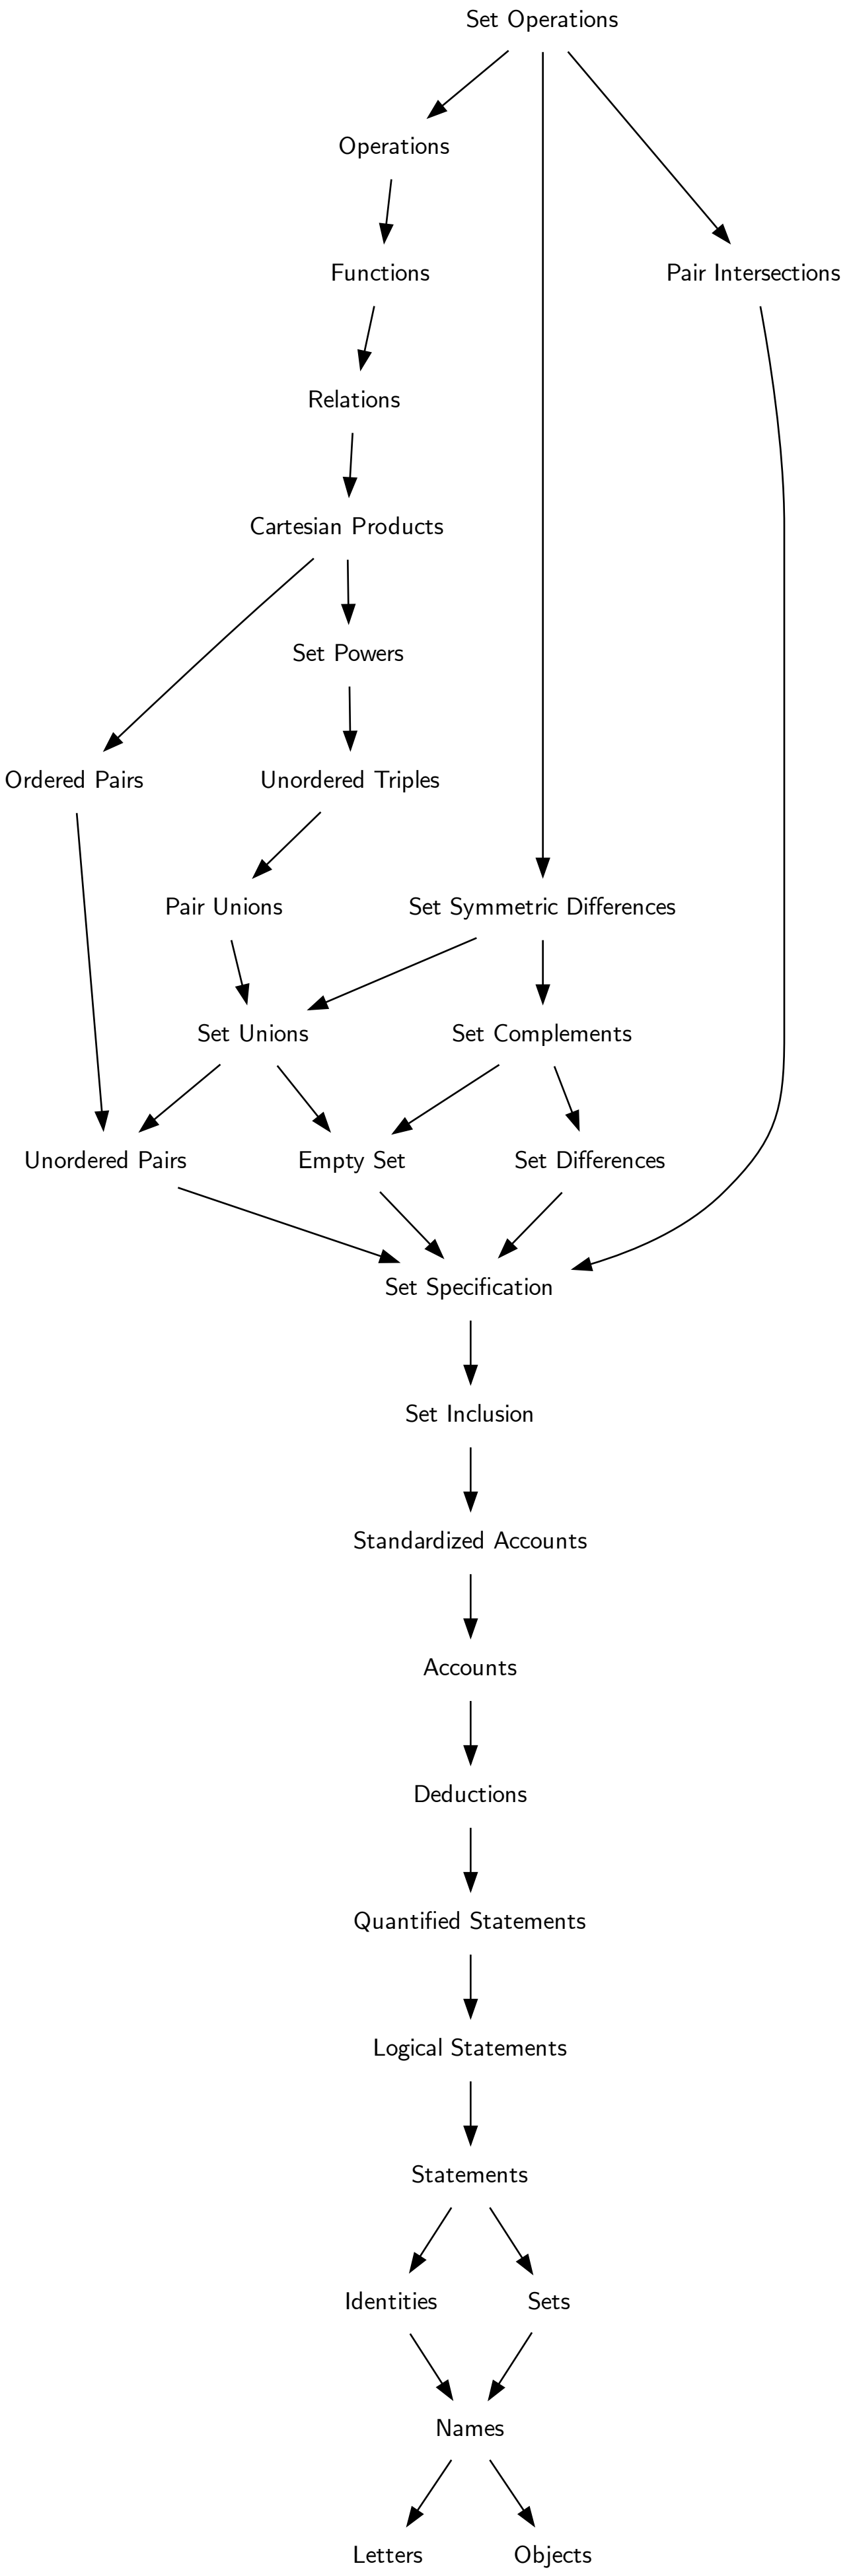 Set Operations
Operations
Functions
Pair Intersections
Relations
Cartesian Products
Set Powers
Ordered Pairs
Unordered Triples
Pair Unions
Set Symmetric Differences
Set Unions
Set Complements
Unordered Pairs
Empty Set
Set Differences
Set Specification
Set Inclusion
Standardized Accounts
Accounts
Deductions
Quantified Statements
Logical Statements
Statements
Identities
Sets
Names
Letters
Objects